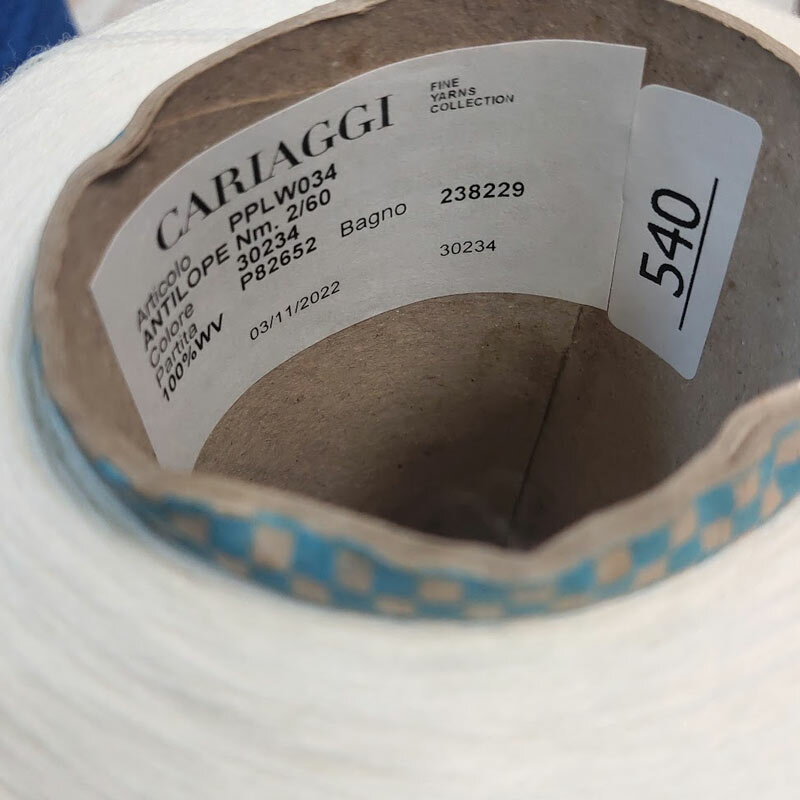 CARIAGGI
FINE
YARNS
COLLECTION
Articolo PPLW034
ANTILOPE Nm. 2/60
Colore 30234 Bagno 238229
Partita P82652 30234
100%WV 03/11/2022
540